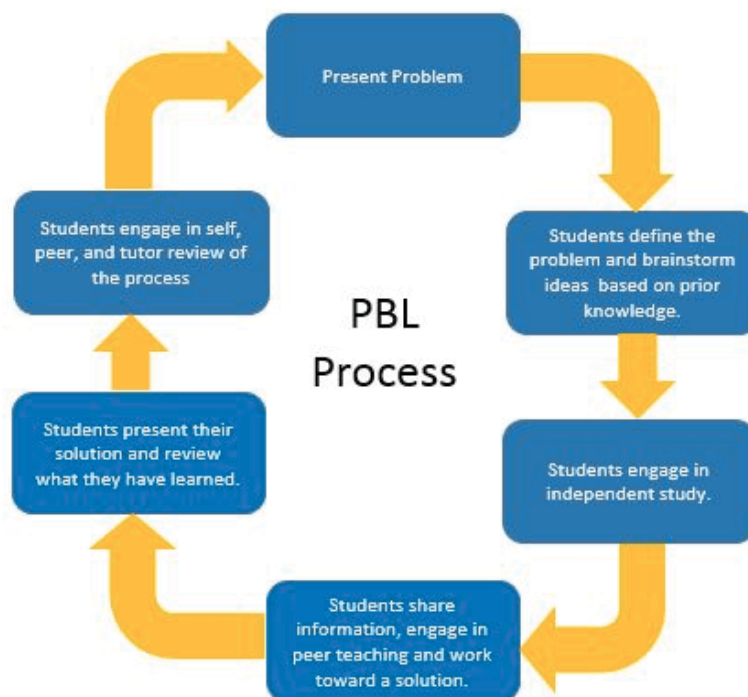 Present Problem
Students define the
problem and brainstorm
ideas based on prior
knowledge.
Students engage in
independent study.
Students share
information, engage in
peer teaching and work
toward a solution.
Students present their
solution and review
what they have learned.
Students engage in self,
peer, and tutor review of
the process
PBL
Process